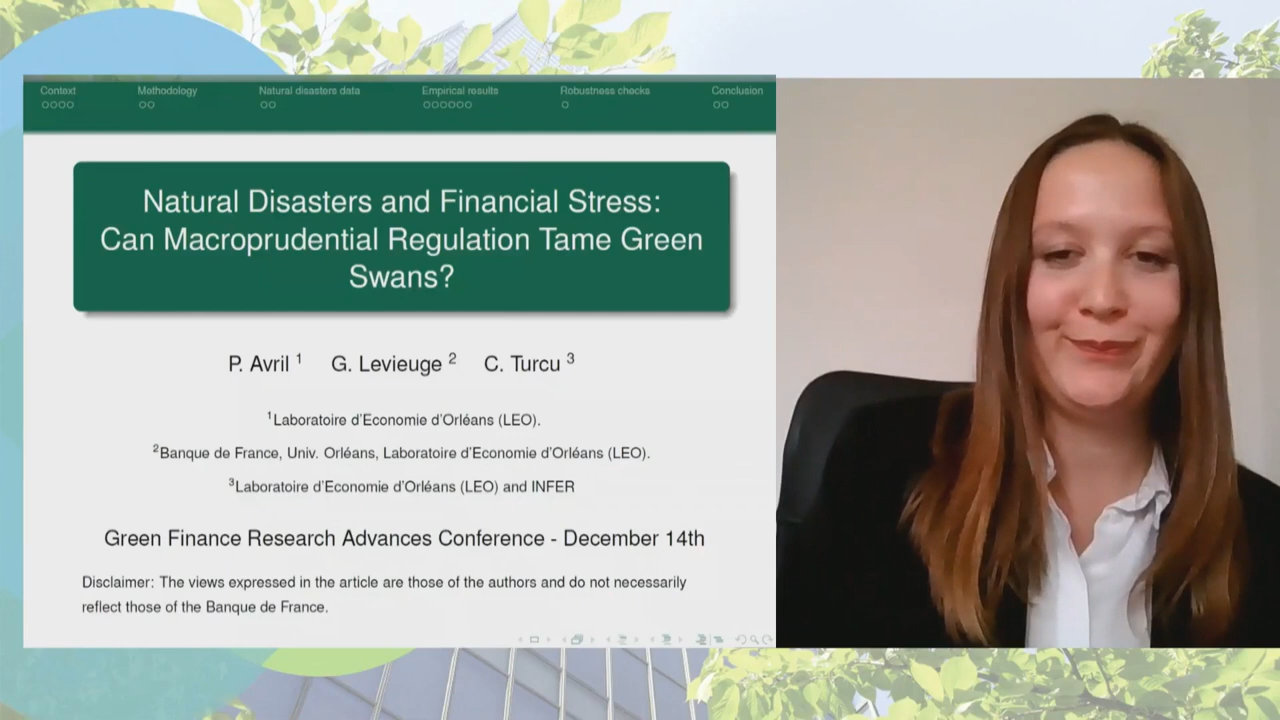 Context Methodology Natural disasters data Empirical results Robustness checks Conclusion
Natural Disasters and Financial Stress:
Can Macroprudential Regulation Tame Green
Swans?
P. Avril 1 G. Levieuge 2 C. Turcu 3
1Laboratoire d'Economie d'Orléans (LEO).
2Banque de France, Univ. Orléans, Laboratoire d'Economie d'Orléans (LEO).
3Laboratoire d'Economie d'Orléans (LEO) and INFER
Green Finance Research Advances Conference - December 14th
Disclaimer: The views expressed in the article are those of the authors and do not necessarily
reflect those of the Banque de France.